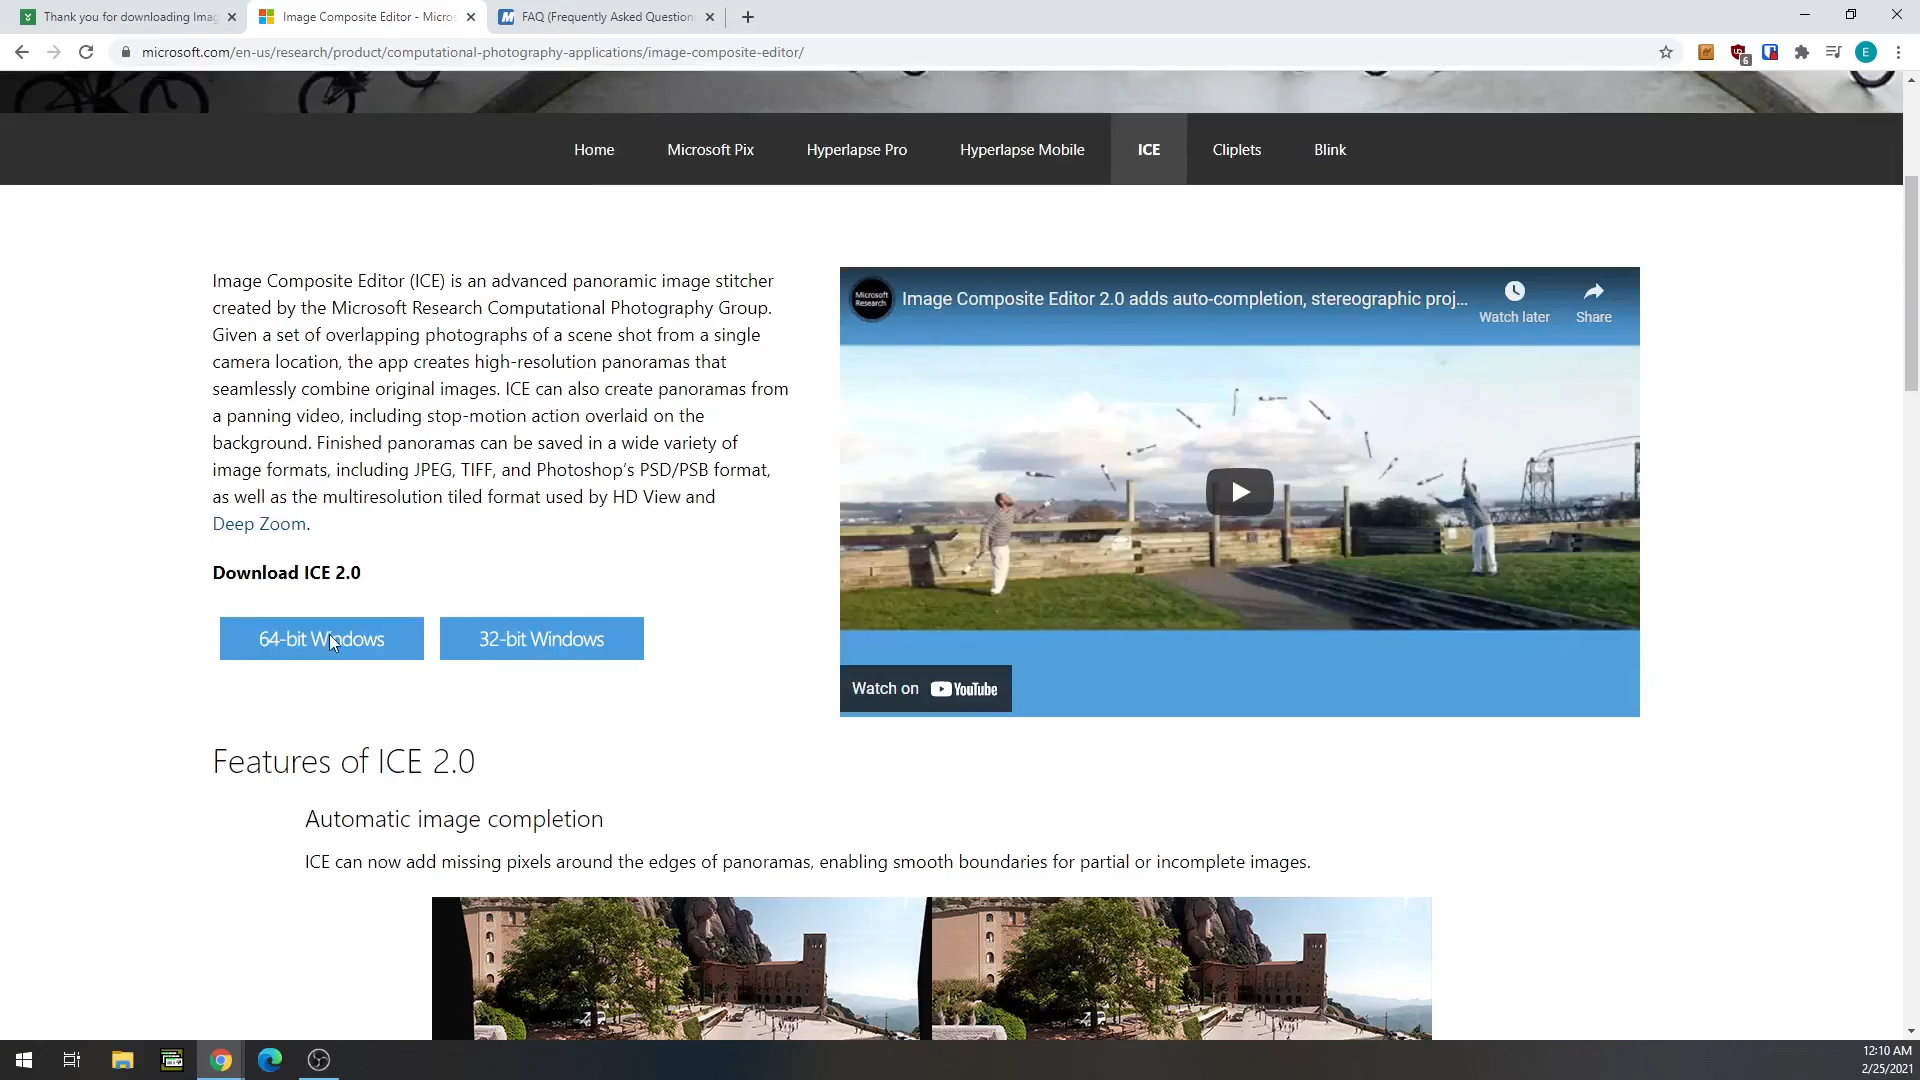 Thank you for downloading Imag
Image Composite Editor - Micros
FAQ (Frequently Asked Question
microsoft.com/en-us/research/product/computational-photography-applications/image-composite-editor/
6
E
Home
Microsoft Pix
Hyperlapse Pro
Hyperlapse Mobile
ICE
Cliplets
Blink
Image Composite Editor (ICE) is an advanced panoramic image stitcher
created by the Microsoft Research Computational Photography Group.
Given a set of overlapping photographs of a scene shot from a single
camera location, the app creates high-resolution panoramas that
seamlessly combine original images. ICE can also create panoramas from
a panning video, including stop-motion action overlaid on the
background. Finished panoramas can be saved in a wide variety of
image formats, including JPEG, TIFF, and Photoshop's PSD/PSB format,
as well as the multiresolution tiled format used by HD View and
Deep Zoom.
Download ICE 2.0
64-bit Windows
32-bit Windows
Microsoft
Research
Image Composite Editor 2.0 adds auto-completion, stereographic proj...
Watch later
Share
Watch on YouTube
Features of ICE 2.0
Automatic image completion
ICE can now add missing pixels around the edges of panoramas, enabling smooth boundaries for partial or incomplete images.
12:10 AM
2/25/2021